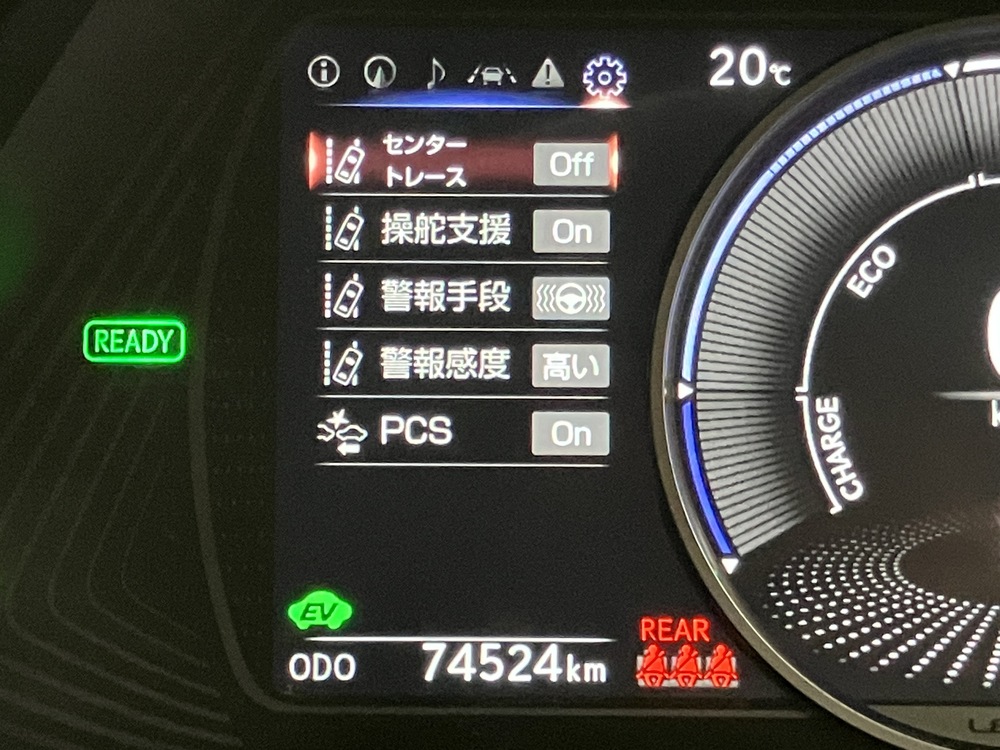 20℃
センター
トレース
Off
操舵支援
On
警報手段
警報感度
高い
PCS
On
READY
ECO
CHARGE
EV
ODO
74524km
REAR